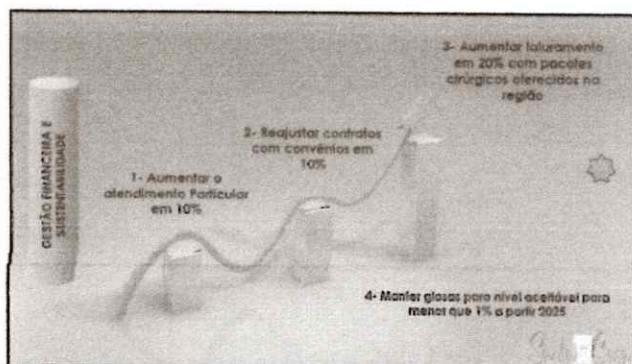 GESTÃO FINANCEIRA E
SUSTENTABILIDADE
1- Aumentar o
atendimento Particular
em 10%
2- Reajustar contratos
com convênios em
10%
3- Aumentar faturamento
em 20% com pacotes
cirúrgicos oferecidos na
região
4- Manter glosas para nível aceitável para
menor que 1% a partir 2025